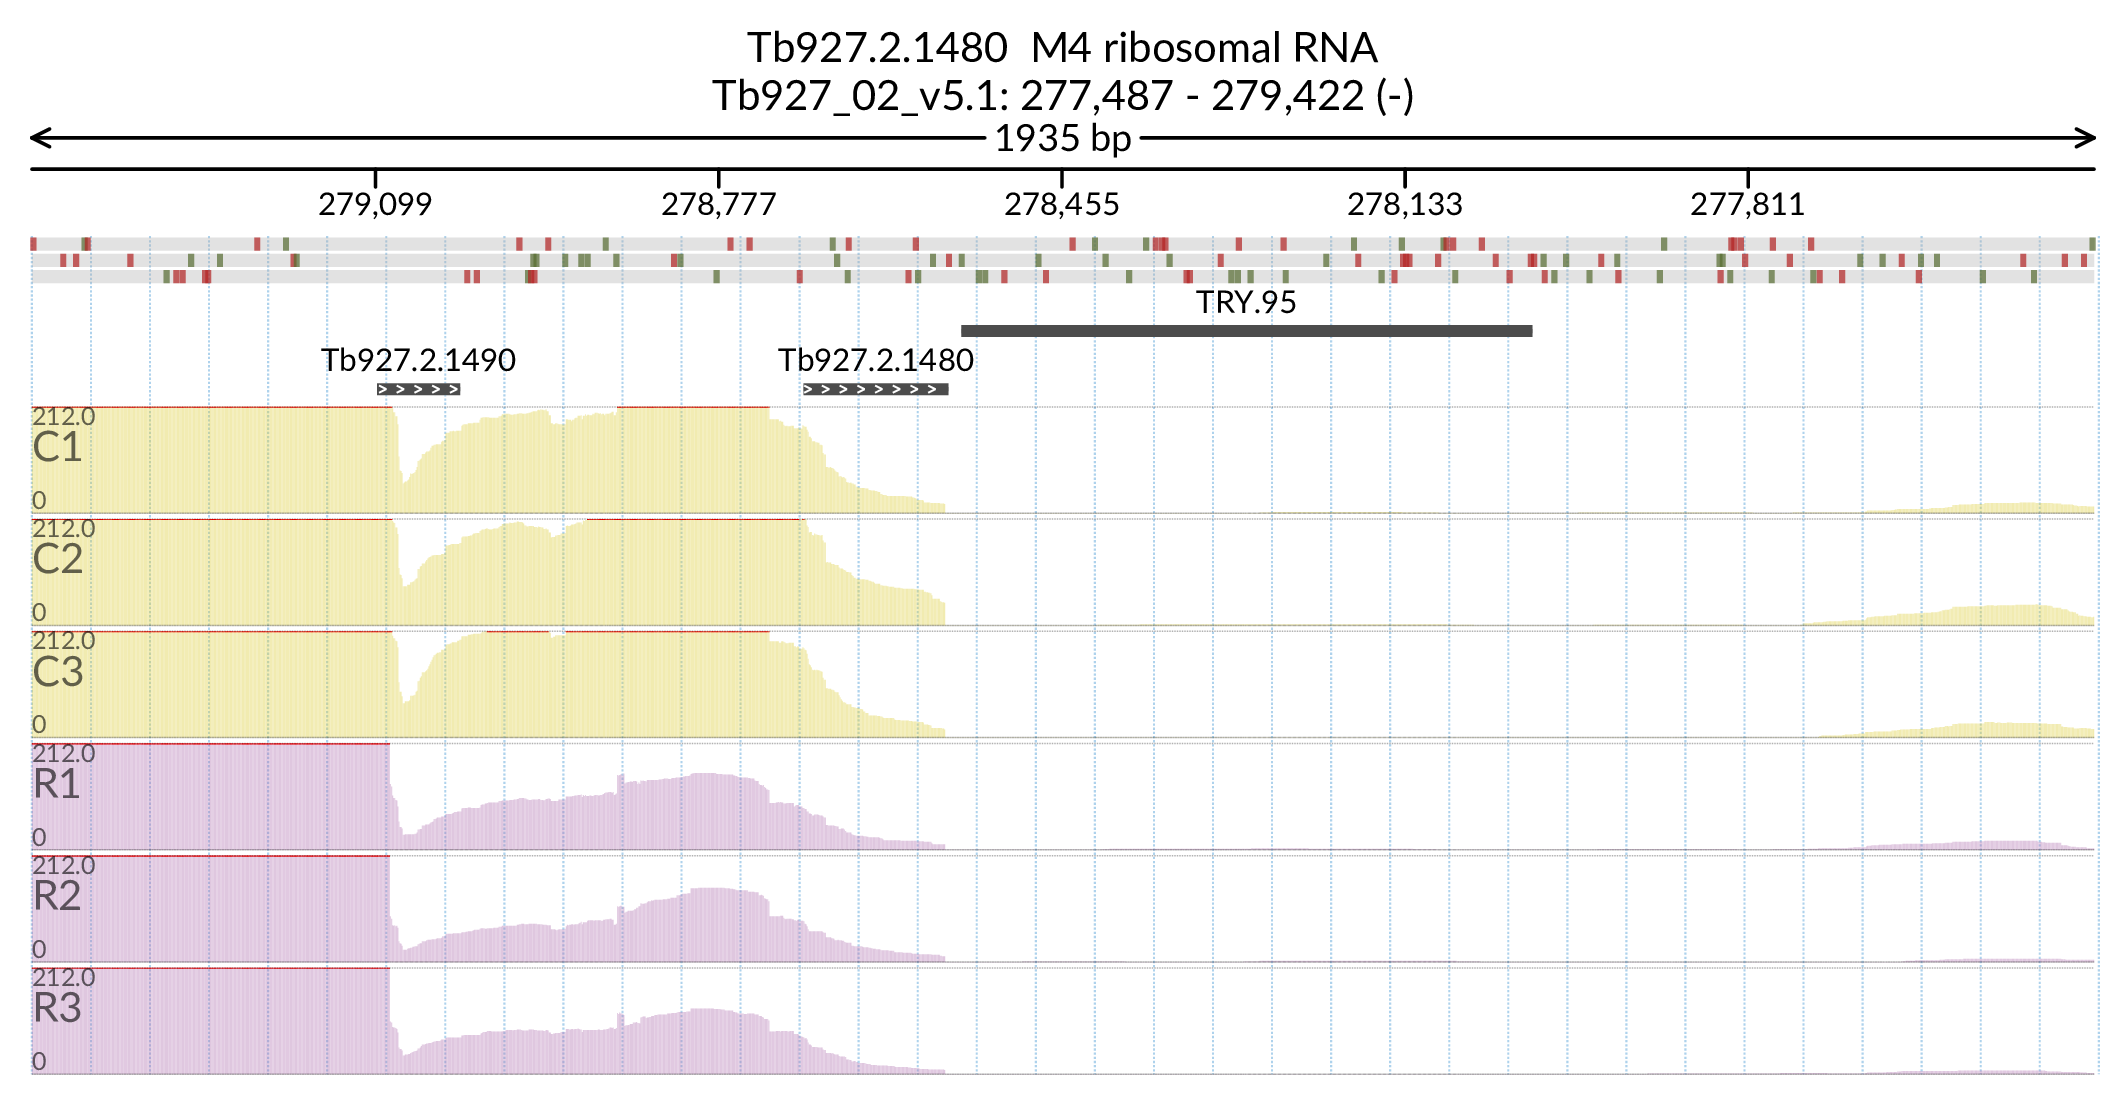 Tb927.2.1480  M4 ribosomal RNA
Tb927_02_v5.1: 277,487 - 279,422 (-)
1935 bp
279,099 278,777 278,455 278,133 277,811
TRY.95
Tb927.2.1490 Tb927.2.1480
212.0
C1
0
212.0
C2
0
212.0
C3
0
212.0
R1
0
212.0
R2
0
212.0
R3
0